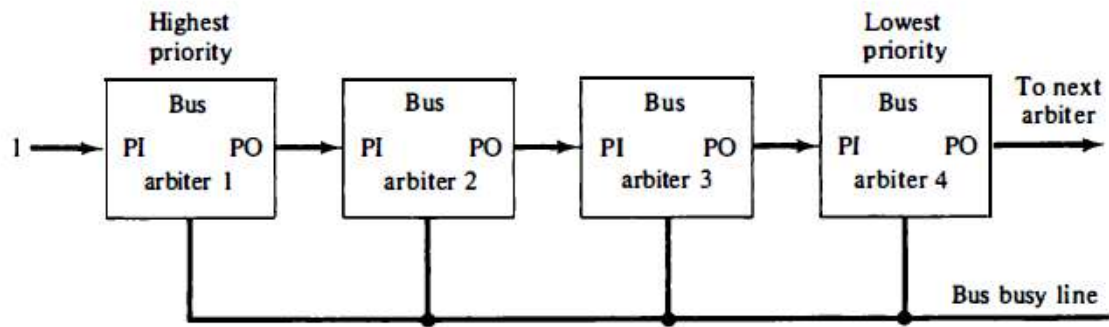 Highest
priority
Lowest
priority
Bus
PI PO
arbiter 1
Bus
PI PO
arbiter 2
Bus
PI PO
arbiter 3
Bus
PI PO
arbiter 4
1
To next
arbiter
Bus busy line